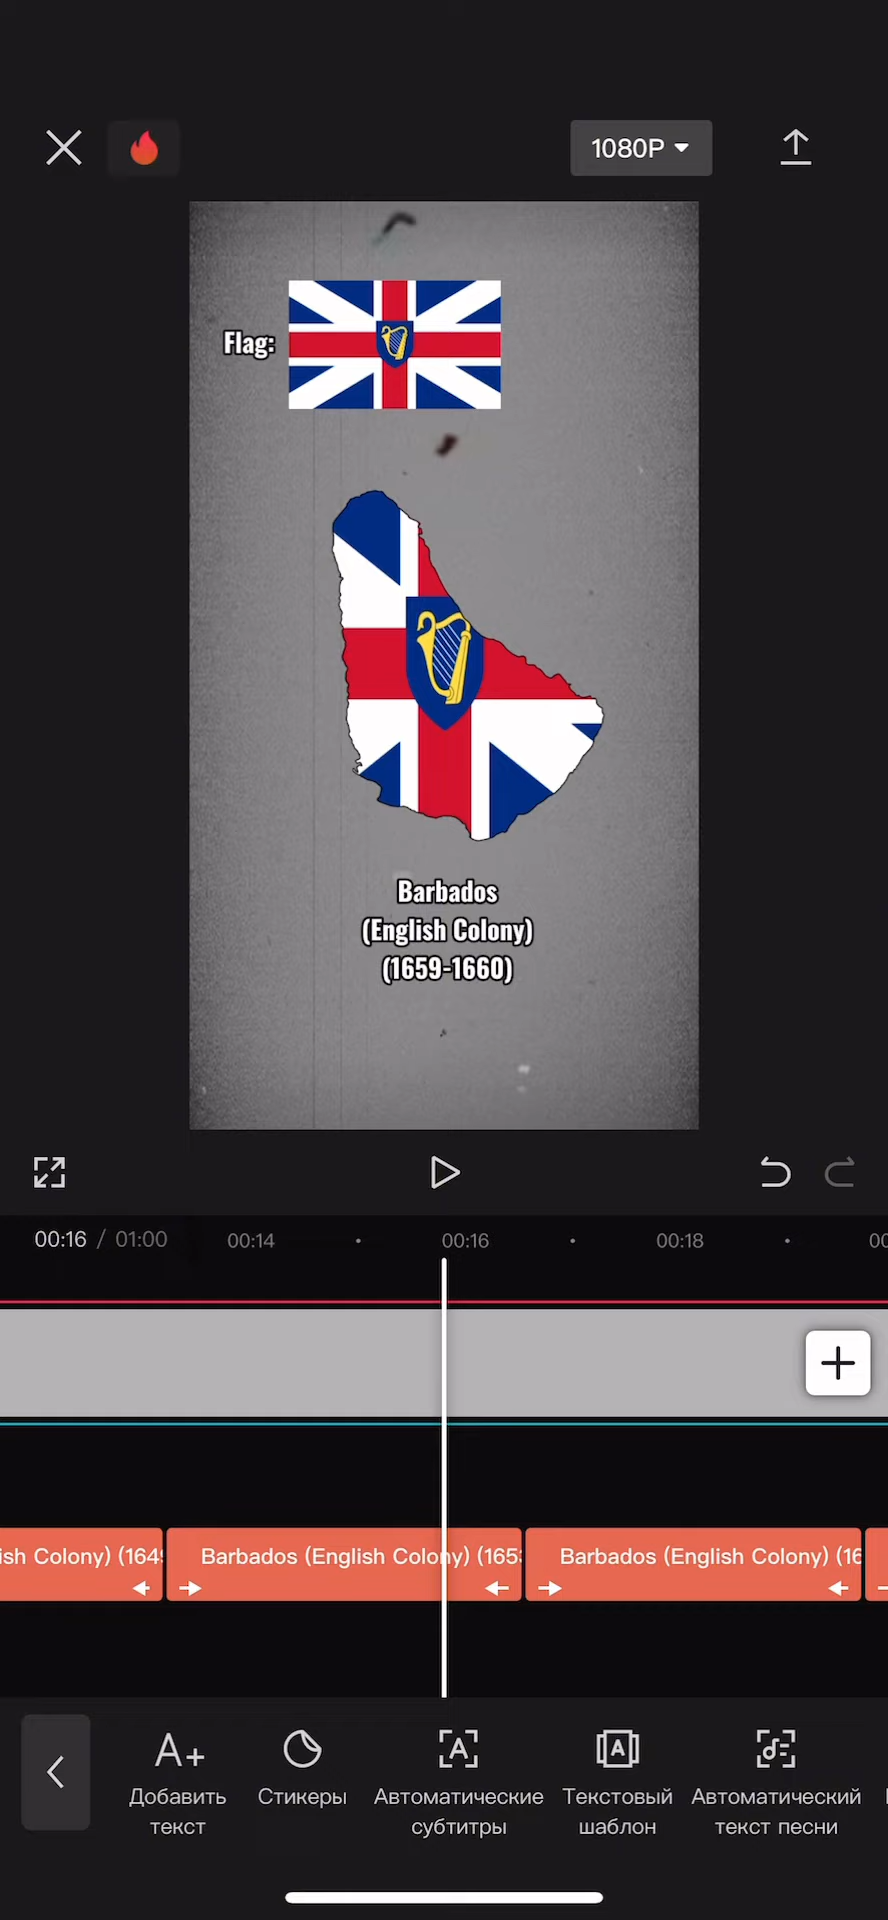 1080P
Flag:
Barbados
(English Colony)
(1659-1660)
00:16 / 01:00
00:14
00:16
00:18
ish Colony) (164
Barbados (English Colony) (165
Barbados (English Colony) (16
Добавить
текст
Стикеры
Автоматические
субтитры
Текстовый
шаблон
Автоматический
текст песни